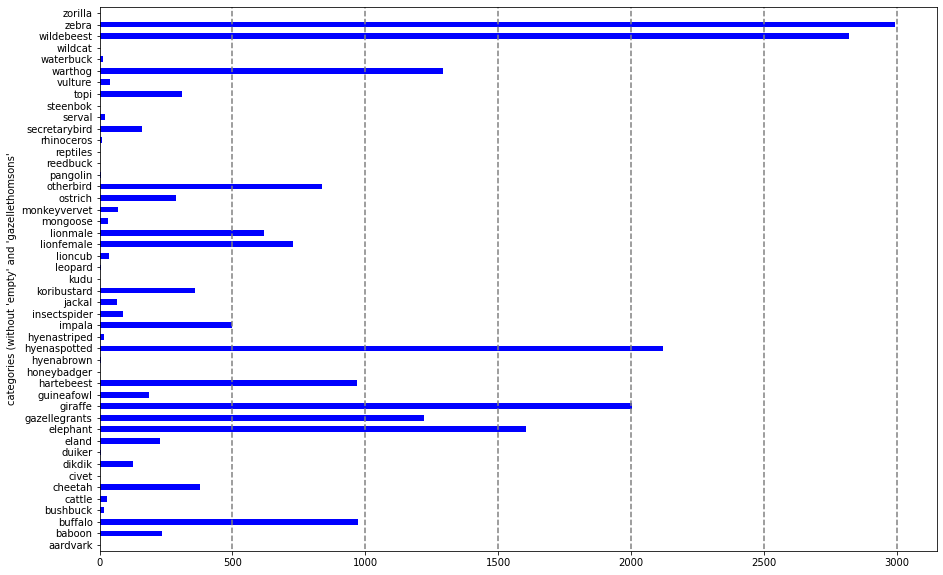 zorilla
zebra
wildebeest
wildcat
waterbuck
warthog
vulture
topi
steenbok
serval
secretarybird
rhinoceros
reptiles
reedbuck
pangolin
otherbird
ostrich
monkeyvervet
mongoose
lionmale
lionfemale
lioncub
leopard
kudu
koribustard
jackal
insectspider
impala
hyenastriped
hyenaspotted
hyenabrown
honeybadger
hartebeest
guineafowl
giraffe
gazellegrants
elephant
eland
duiker
dikdik
civet
cheetah
cattle
bushbuck
buffalo
baboon
aardvark
categories (without 'empty' and 'gazellethomsons'
0 500 1000 1500 2000 2500 3000